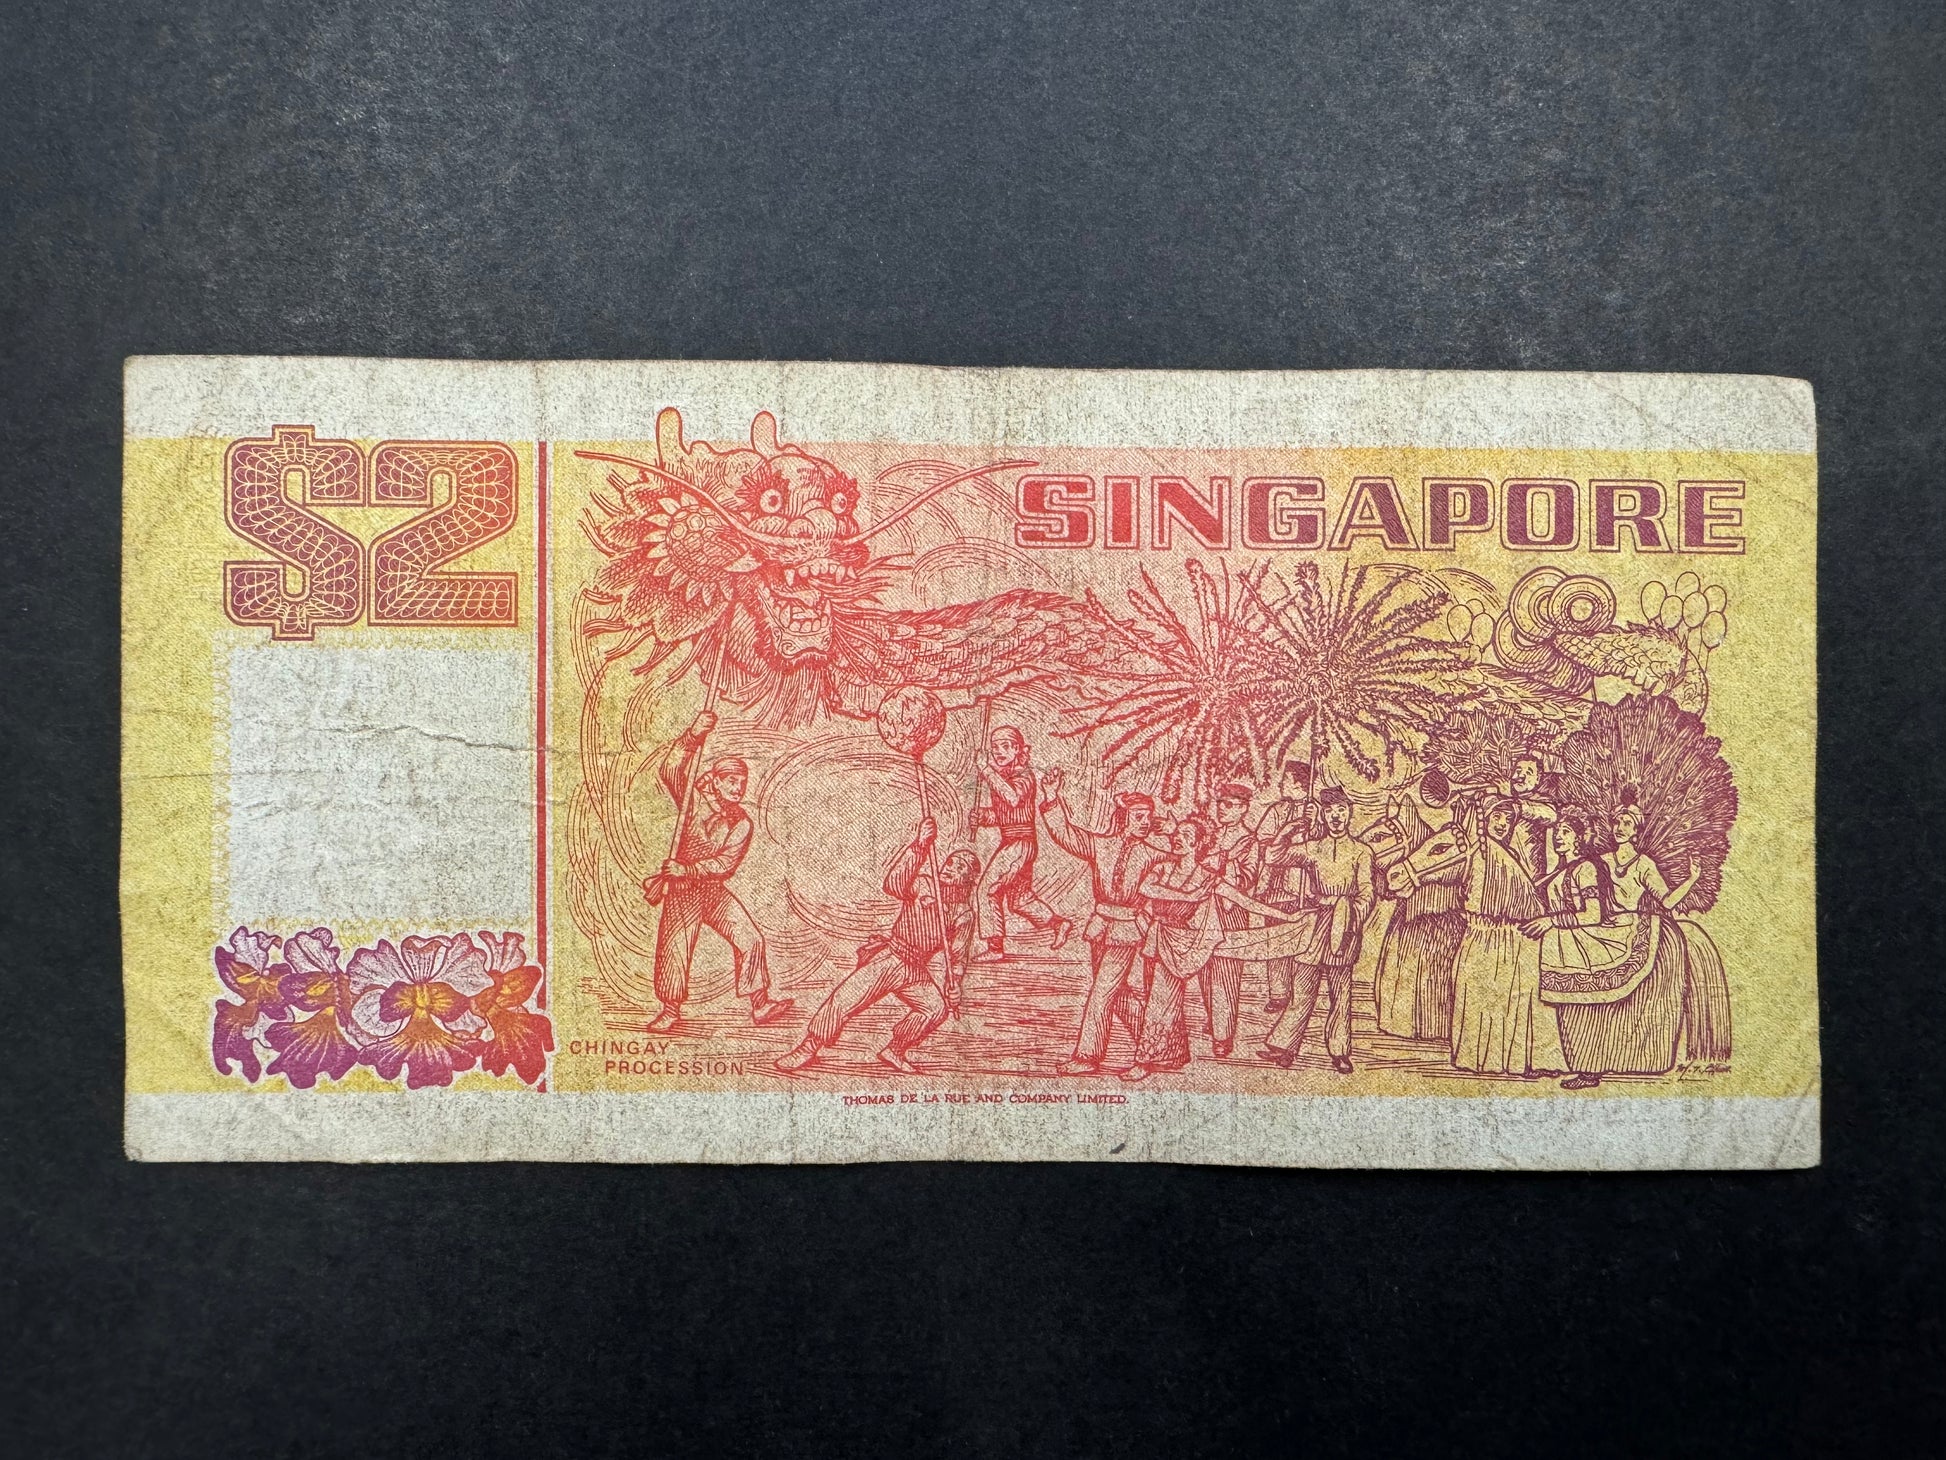 $2
SINGAPORE
CHINGAY
PROCESSION
THOMAS DE LA RUE AND COMPANY LIMITED.